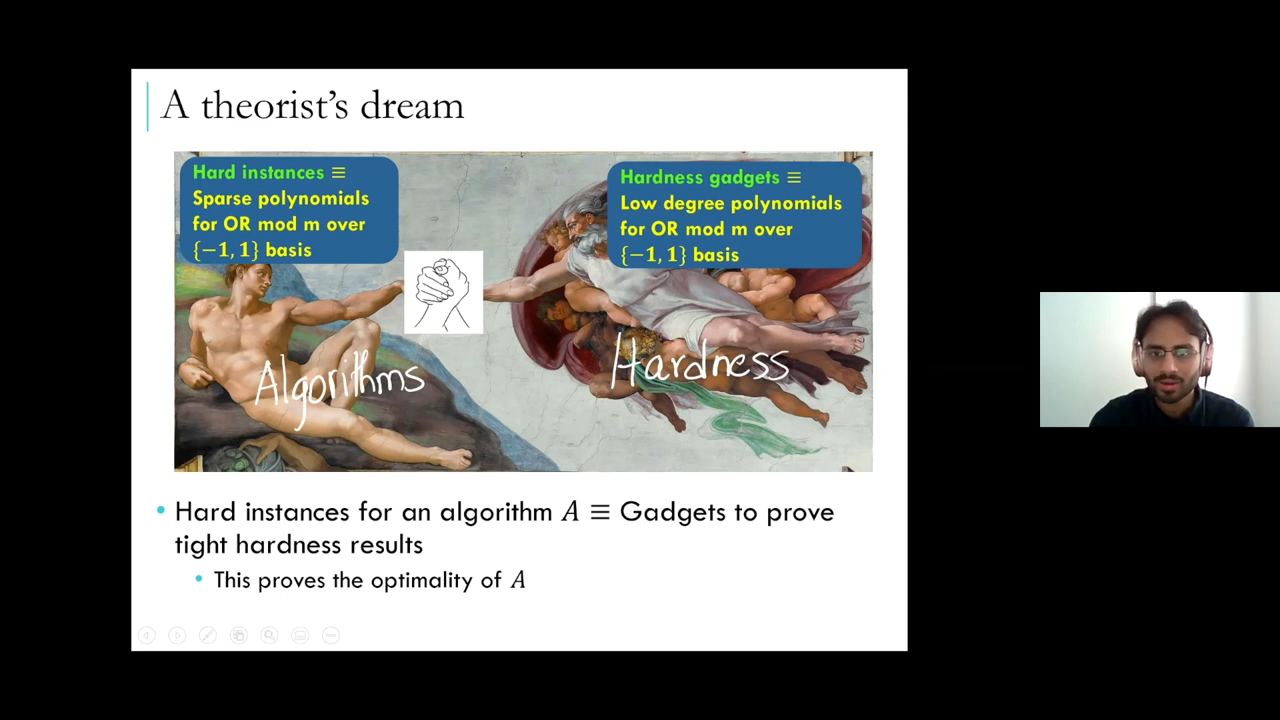 A theorist's dream
Hard instances ≡
Sparse polynomials
for OR mod m over
{−1, 1} basis
Hardness gadgets ≡
Low degree polynomials
for OR mod m over
{−1, 1} basis
Algorithms
Hardness
• Hard instances for an algorithm A ≡ Gadgets to prove
tight hardness results
• This proves the optimality of A